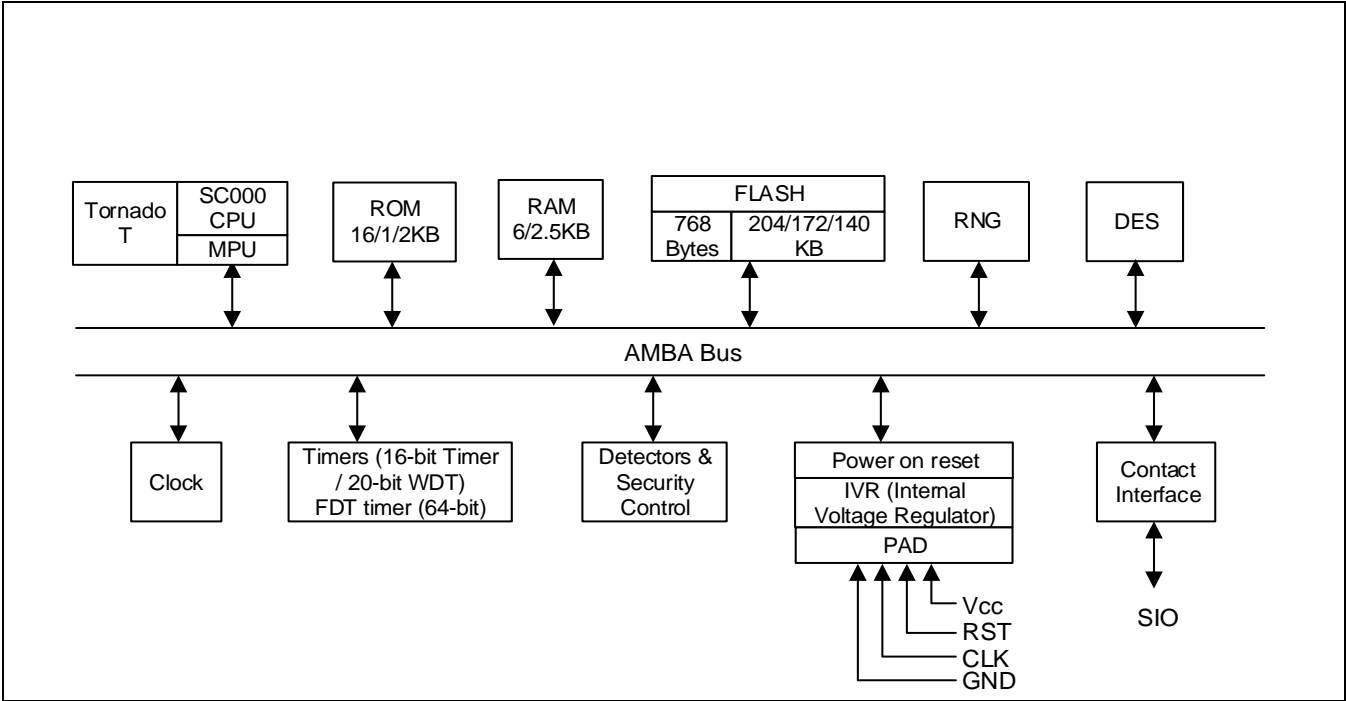 Tornado
T
SC000
CPU
MPU
ROM
16/1/2KB
RAM
6/2.5KB
FLASH
768
Bytes
204/172/140
KB
RNG
DES
AMBA Bus
Clock
Timers (16-bit Timer
/ 20-bit WDT)
FDT timer (64-bit)
Detectors &
Security
Control
Power on reset
IVR (Internal
Voltage Regulator)
PAD
Contact
Interface
Vcc
RST
CLK
GND
SIO